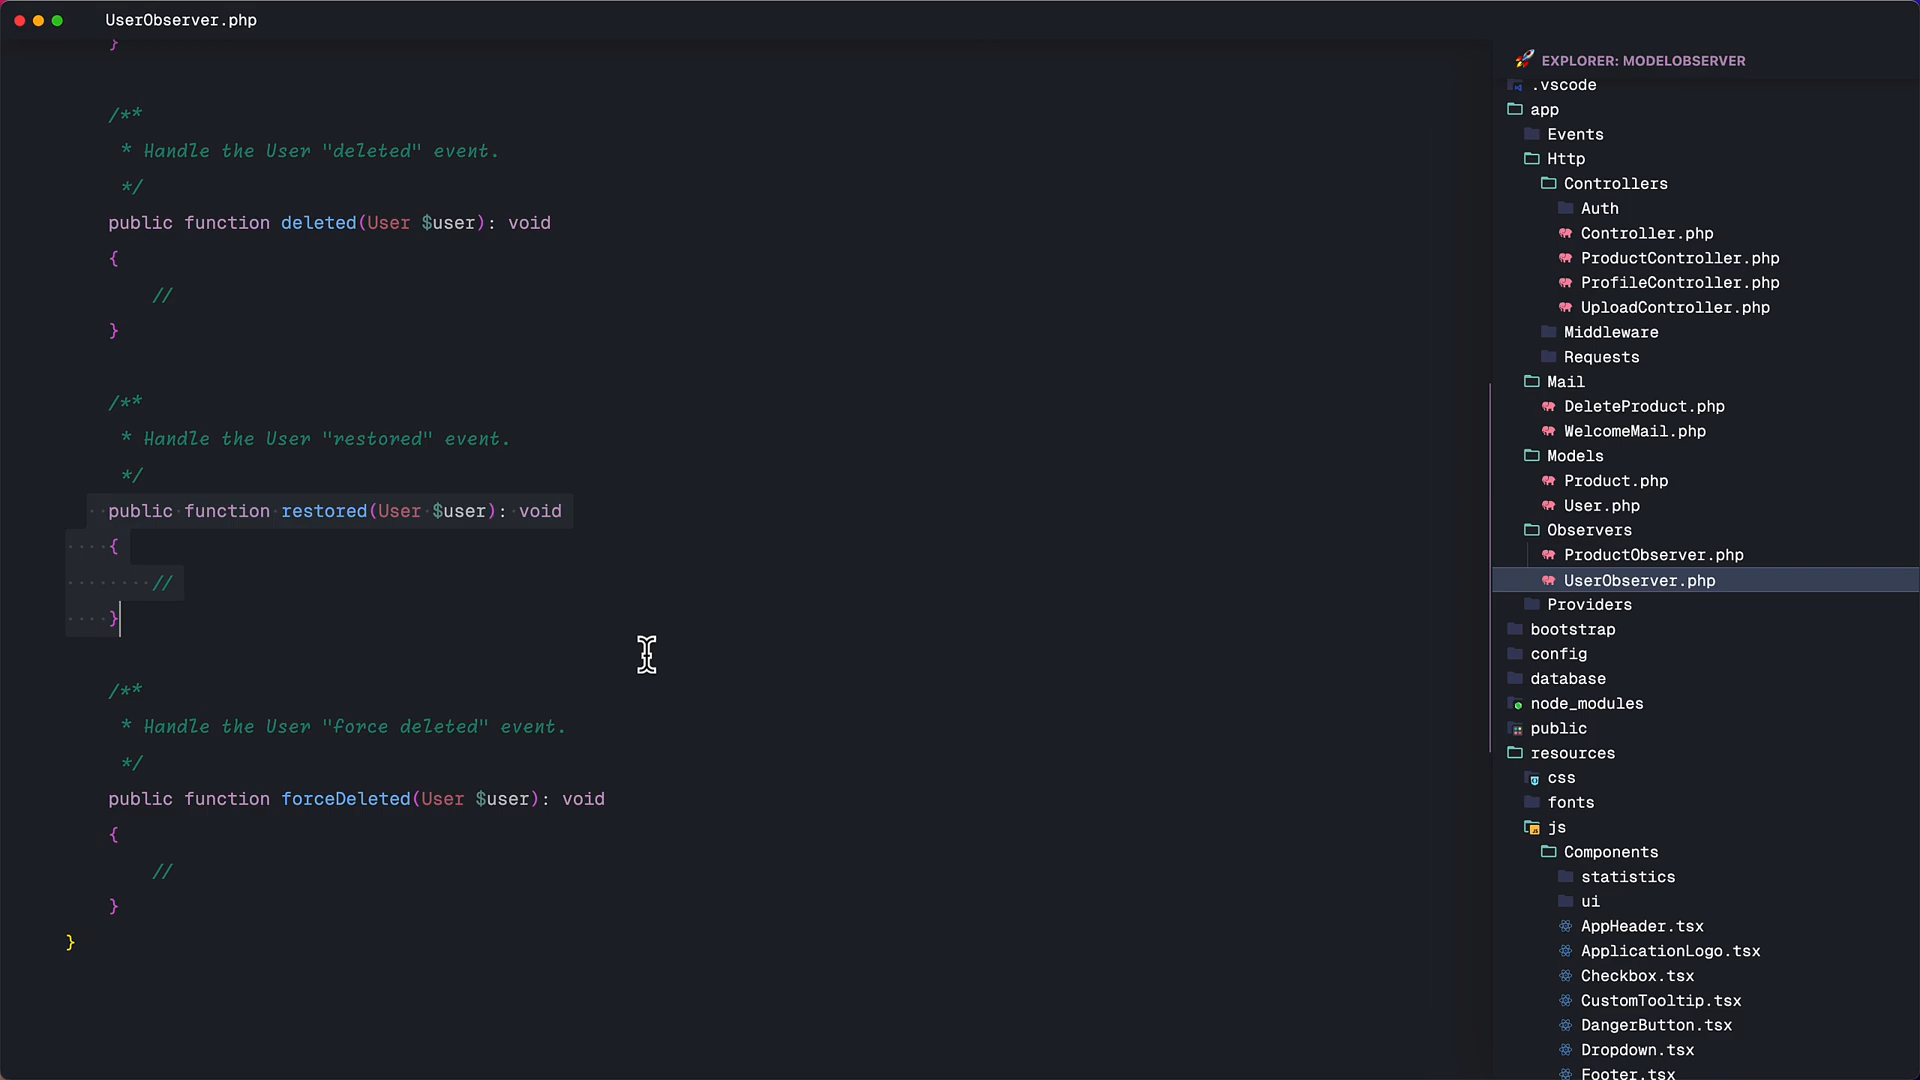 UserObserver.php
}
/**
* Handle the User "deleted" event.
*/
public function deleted(User $user): void
{
//
}
/**
* Handle the User "restored" event.
*/
public function restored(User $user): void
{
//
}
/**
* Handle the User "force deleted" event.
*/
public function forceDeleted(User $user): void
{
//
}
}
EXPLORER: MODELOBSERVER
.vscode
app
Events
Http
Controllers
Auth
Controller.php
ProductController.php
ProfileController.php
UploadController.php
Middleware
Requests
Mail
DeleteProduct.php
WelcomeMail.php
Models
Product.php
User.php
Observers
ProductObserver.php
UserObserver.php
Providers
bootstrap
config
database
node_modules
public
resources
css
fonts
js
Components
statistics
ui
AppHeader.tsx
ApplicationLogo.tsx
Checkbox.tsx
CustomTooltip.tsx
DangerButton.tsx
Dropdown.tsx
Footer.tsx